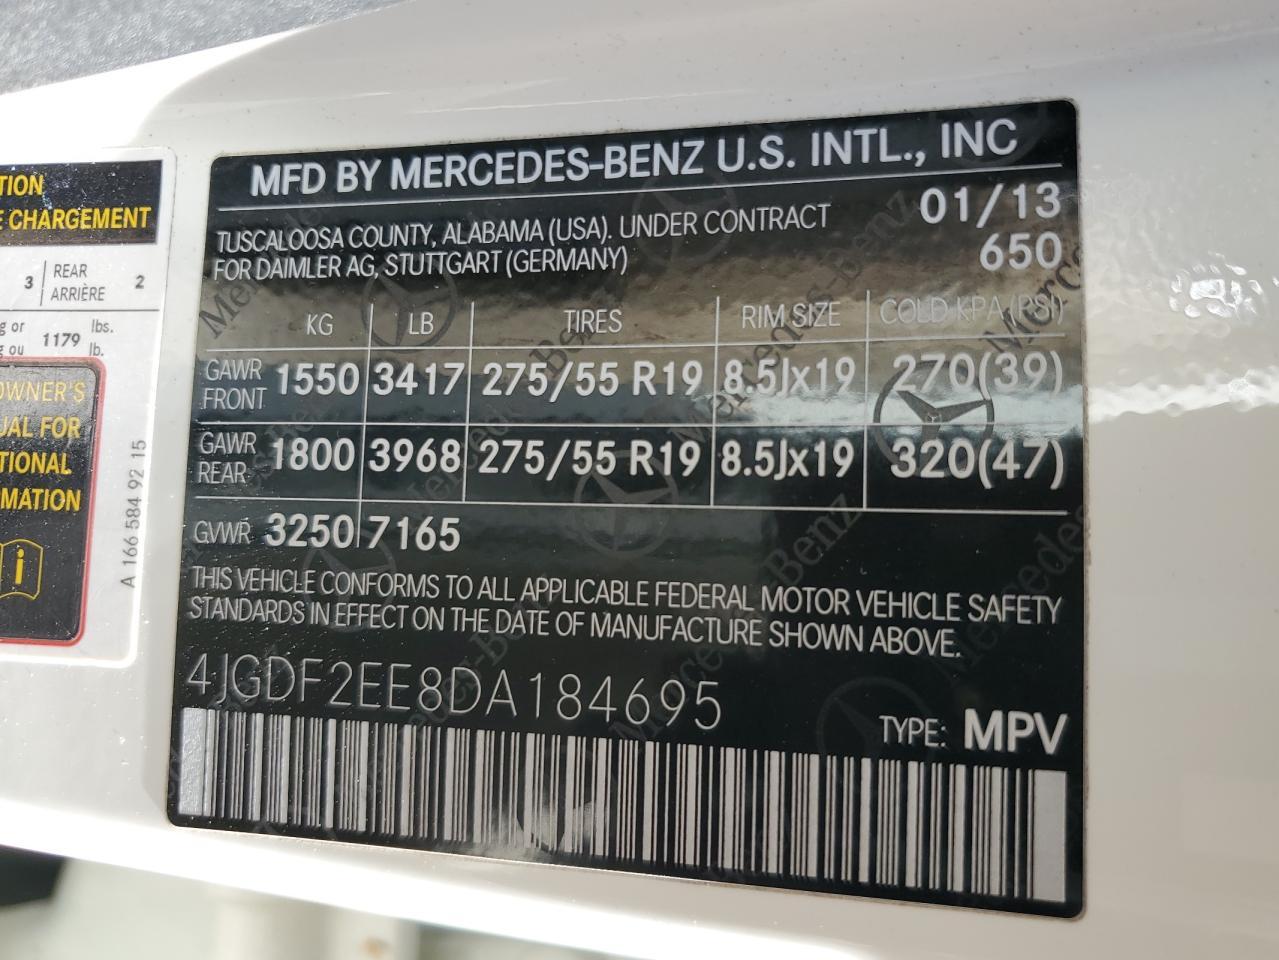 TION
E CHARGEMENT
3 REAR ARRIÈRE 2
g or 1179 lbs.
g ou lb.
OWNER'S
UAL FOR
TIONAL
RMATION
A 166 584 92 15
MFD BY MERCEDES-BENZ U.S. INTL., INC
TUSCALOOSA COUNTY, ALABAMA (USA). UNDER CONTRACT 01/13
FOR DAIMLER AG, STUTTGART (GERMANY) 650
KG LB TIRES RIM SIZE COLD KPA (PSI)
GAWR FRONT 1550 3417 275/55 R19 8.5Jx19 270(39)
GAWR REAR 1800 3968 275/55 R19 8.5Jx19 320(47)
GVWR 3250 7165
THIS VEHICLE CONFORMS TO ALL APPLICABLE FEDERAL MOTOR VEHICLE SAFETY
STANDARDS IN EFFECT ON THE DATE OF MANUFACTURE SHOWN ABOVE.
4JGDF2EE8DA184695
TYPE: MPV